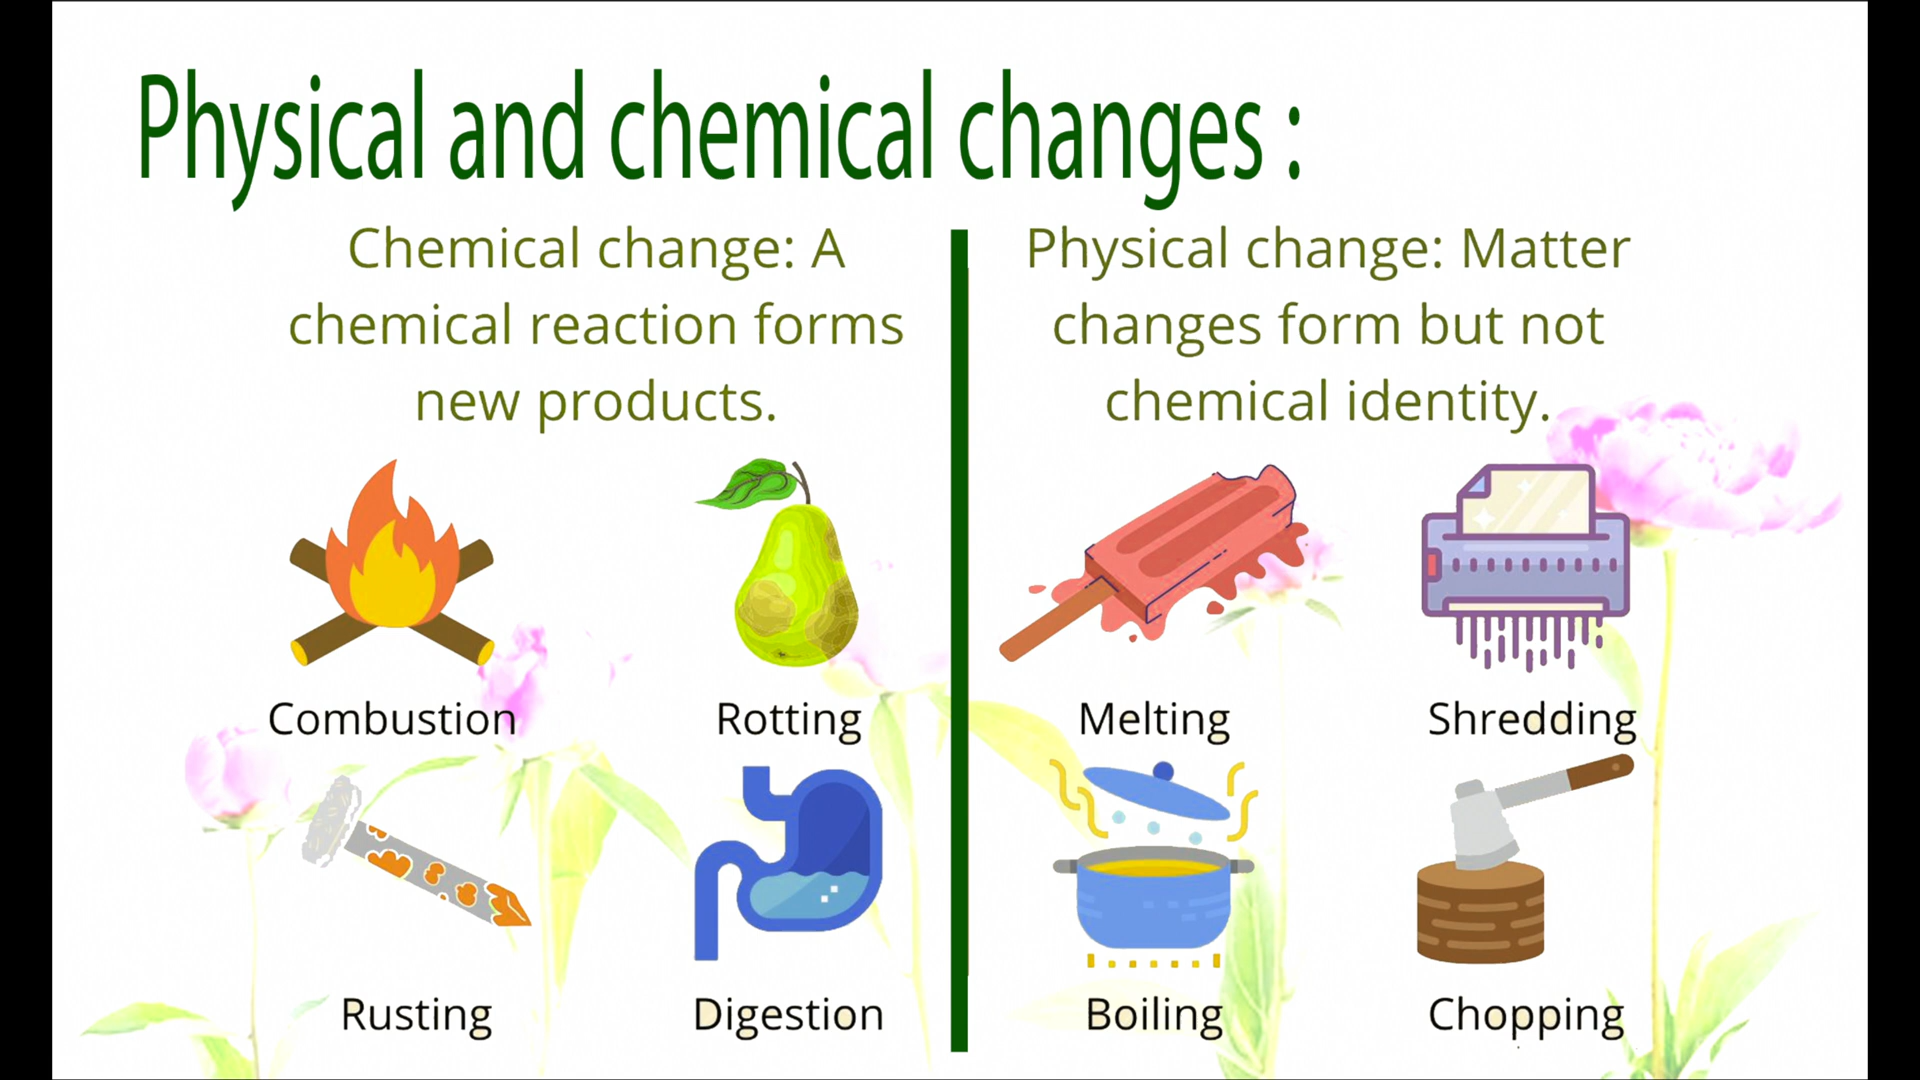 Physical and chemical changes :
Chemical change: A
chemical reaction forms
new products.
Combustion
Rotting
Rusting
Digestion
Physical change: Matter
changes form but not
chemical identity.
Melting
Shredding
Boiling
Chopping